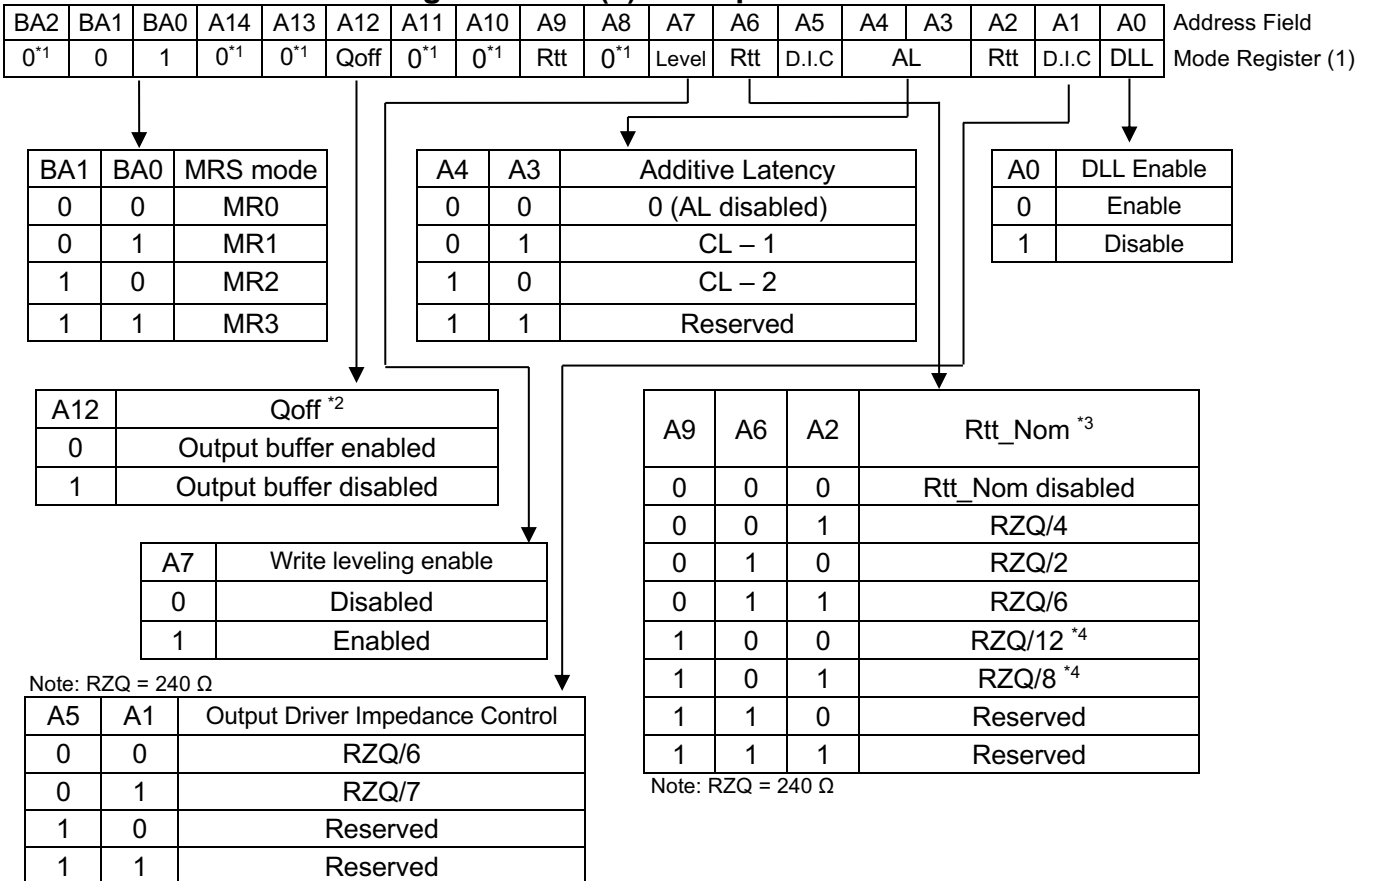 BA2 BA1 BA0 A14 A13 A12 A11 A10 A9 A8 A7 A6 A5 A4 A3 A2 A1 A0 Address Field
0*1 0 1 0*1 0*1 Qoff 0*1 0*1 Rtt 0*1 Level Rtt D.I.C AL Rtt D.I.C DLL Mode Register (1)
BA1 BA0 MRS mode
0 0 MR0
0 1 MR1
1 0 MR2
1 1 MR3
A4 A3 Additive Latency
0 0 0 (AL disabled)
0 1 CL – 1
1 0 CL – 2
1 1 Reserved
A0 DLL Enable
0 Enable
1 Disable
A12 Qoff *2
0 Output buffer enabled
1 Output buffer disabled
A9 A6 A2 Rtt_Nom *3
0 0 0 Rtt_Nom disabled
0 0 1 RZQ/4
0 1 0 RZQ/2
0 1 1 RZQ/6
1 0 0 RZQ/12 *4
1 0 1 RZQ/8 *4
1 1 0 Reserved
1 1 1 Reserved
Note: RZQ = 240 Ω
A7 Write leveling enable
0 Disabled
1 Enabled
Note: RZQ = 240 Ω
A5 A1 Output Driver Impedance Control
0 0 RZQ/6
0 1 RZQ/7
1 0 Reserved
1 1 Reserved